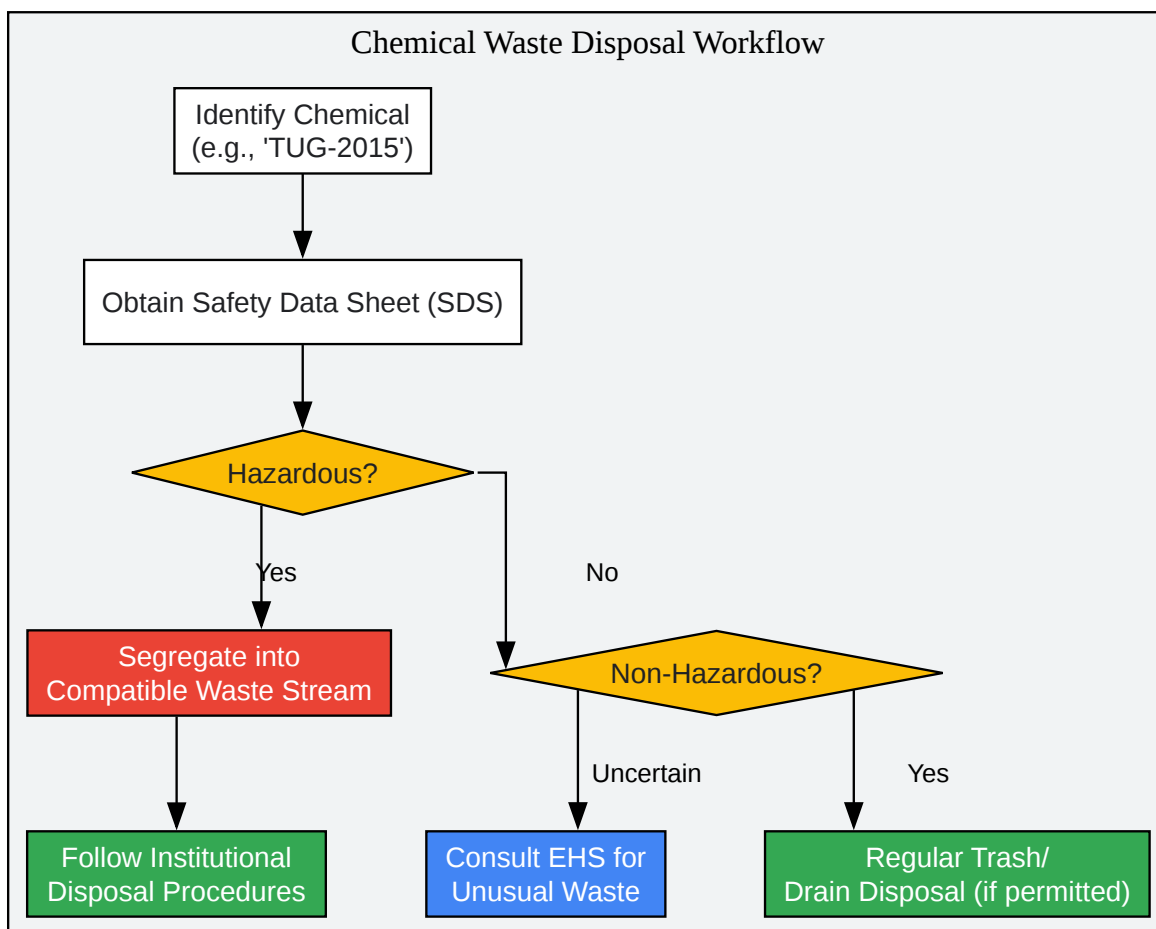 Chemical Waste Disposal Workflow
Identify Chemical
(e.g., 'TUG-2015')
Obtain Safety Data Sheet (SDS)
Hazardous?
Yes
No
Segregate into
Compatible Waste Stream
Non-Hazardous?
Uncertain
Yes
Follow Institutional
Disposal Procedures
Consult EHS for
Unusual Waste
Regular Trash/
Drain Disposal (if permitted)